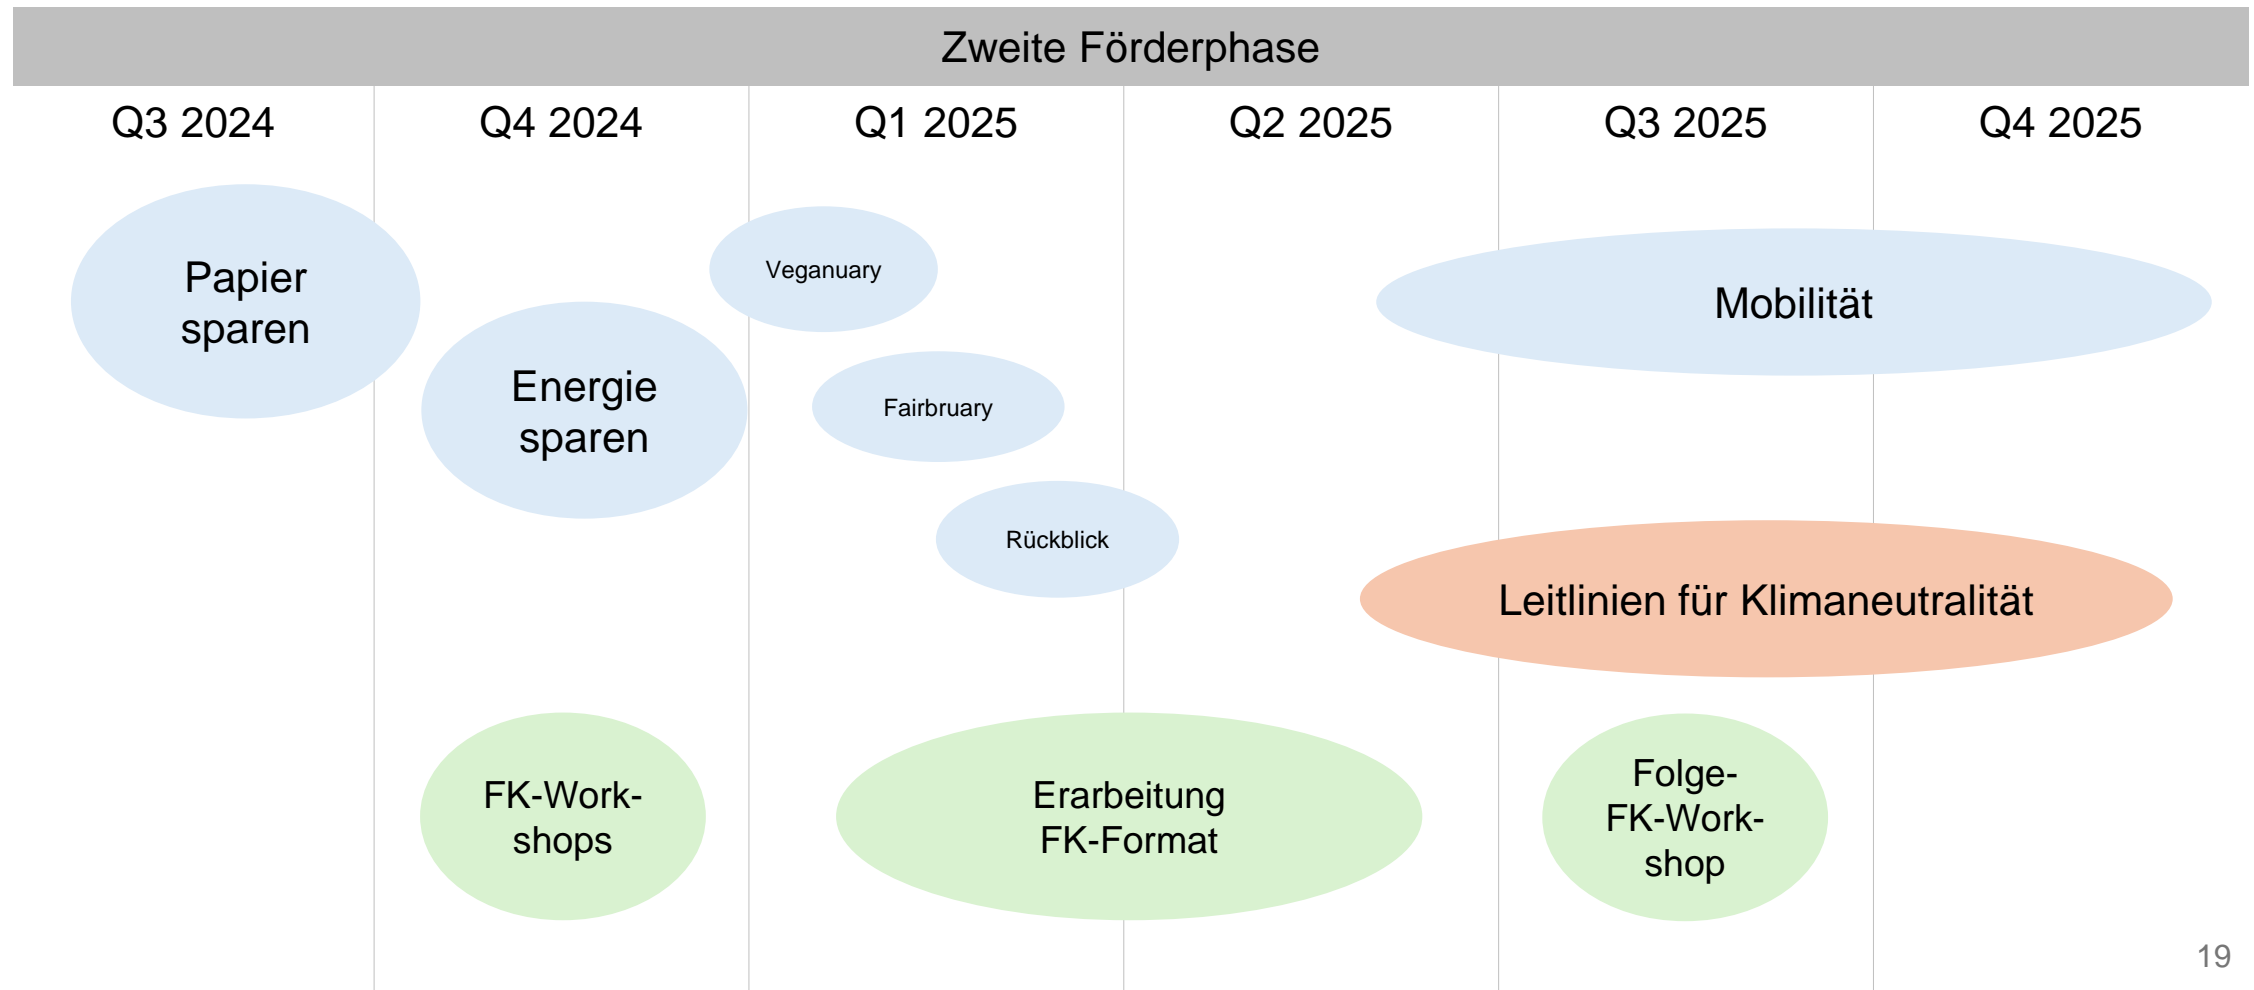 Zweite Förderphase
Q3 2024
Q4 2024
Q1 2025
Q2 2025
Q3 2025
Q4 2025
Papier
sparen
Energie
sparen
Veganuary
Fairbruary
Rückblick
Mobilität
Leitlinien für Klimaneutralität
FK-Work-
shops
Erarbeitung
FK-Format
Folge-
FK-Work-
shop
19